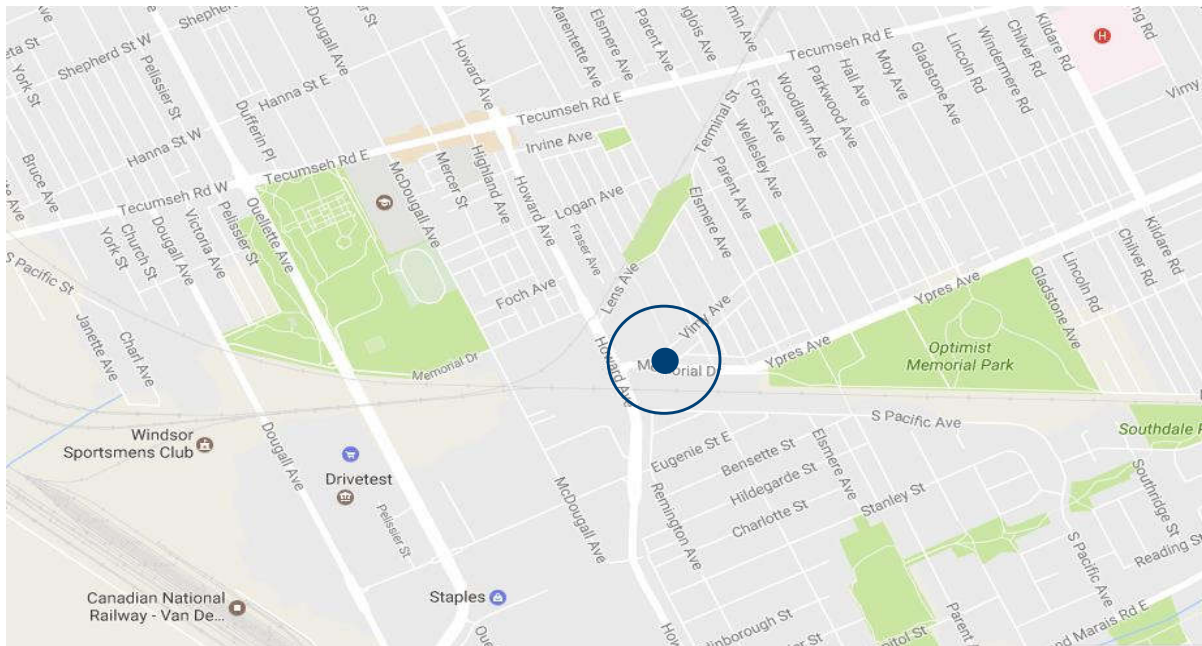 Shepherd St W
Shepherd
Pelissier St
McDougall Ave
Howard Ave
Marentette Ave
Elsmere Ave
Parent Ave
Tecumseh Rd E
Kildare Rd
H
York St
Hanna St E
Dufferin Pl
Hanna St W
Tecumseh Rd E
Irvine Ave
Terminal St
Forest Ave
Woodlawn Ave
Parkwood Ave
Hall Ave
Moy Ave
Gladstone Ave
Lincoln Rd
Windermere Rd
Chilver Rd
Vimy
Bruce Ave
Tecumseh Rd E
Tecumseh Rd W
McDougall Ave
Mercer St
Highland Ave
Howard Ave
Logan Ave
Fraser Ave
Wellesley Ave
Parent Ave
Elsmere Ave
York St
Church St
Dougall Ave
Victoria Ave
Pelissier St
Ouellette Ave
S Pacific St
Foch Ave
Lens Ave
Vimy Ave
Ypres Ave
Gladstone Ave
Lincoln Rd
Chilver Rd
Kildare Rd
Janette Ave
Charl Ave
Memorial Dr
Howard Ave
Ypres Ave
Optimist
Memorial Park
S Pacific Ave
Southdale
Windsor
Sportsmens Club
Dougall Ave
Drivetest
Pelissier St
McDougall Ave
Eugenie St E
Bensette St
Hildegarde St
Charlotte St
Elsmere Ave
Stanley St
Remington Ave
Southridge St
S Pacific Ave
Reading St
Canadian National
Railway - Van De...
Staples